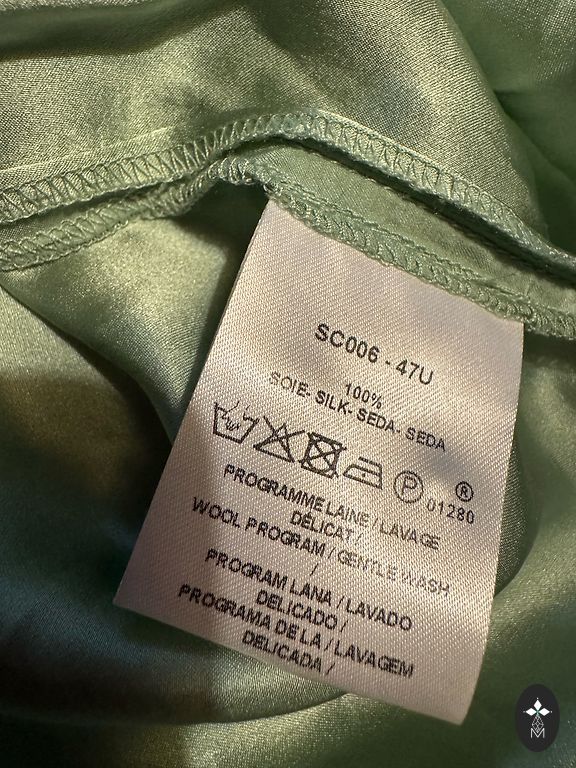 SC006 - 47U
100%
SOIE- SILK- SEDA- SEDA
P
®
01280
PROGRAMME LAINE / LAVAGE
DÉLICAT /
WOOL PROGRAM / GENTLE WASH
/
PROGRAM LANA / LAVADO
DELICADO /
PROGRAMA DE LA / LAVAGEM
DELICADA /
M